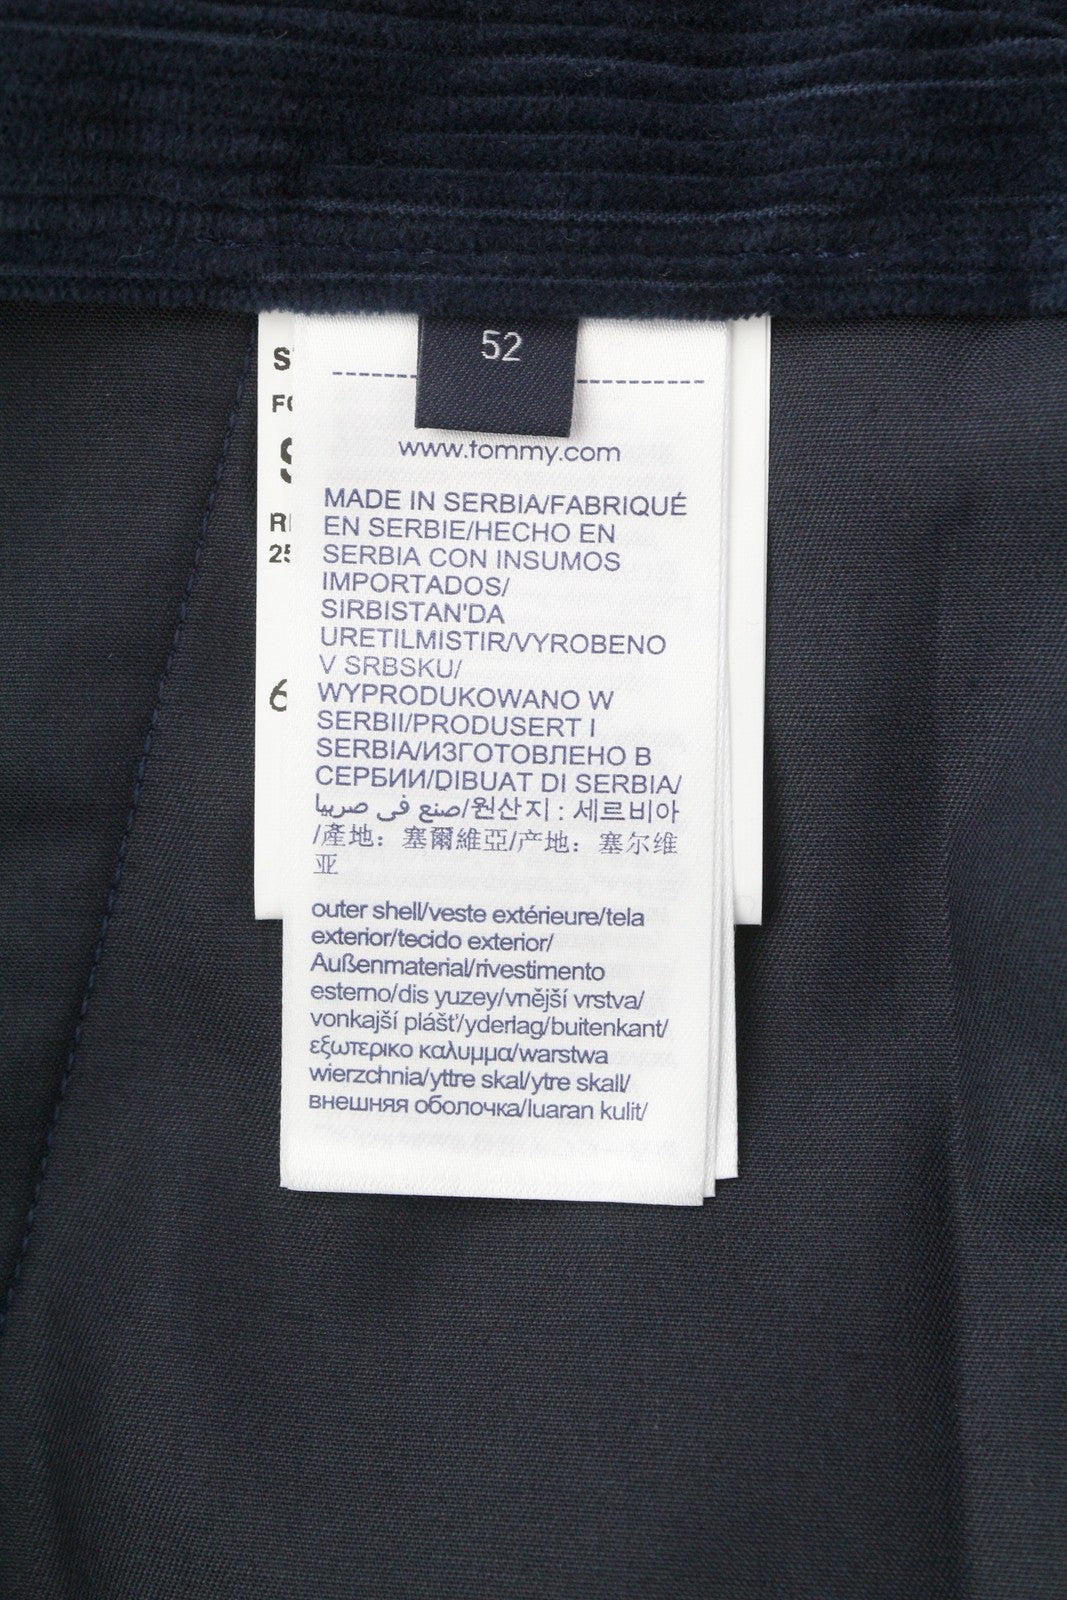 52
www.tommy.com
MADE IN SERBIA/FABRIQUÉ
EN SERBIE/HECHO EN
SERBIA CON INSUMOS
IMPORTADOS/
SIRBISTAN'DA
URETILMISTIR/VYROBENO
V SRBSKU/
WYPRODUKOWANO W
SERBII/PRODUSERT I
SERBIA/ИЗГОТОВЛЕНО В
СЕРБИИ/DIBUAT DI SERBIA/
صنع في صربيا/원산지 : 세르비아
/產地：塞爾維亞/产地：塞尔维
亚
outer shell/veste extérieure/tela
exterior/tecido exterior/
Außenmaterial/rivestimento
esterno/dis yuzey/vnější vrstva/
vonkajší plášť/yderlag/buitenkant/
εξωτερικο καλυμμα/warstwa
wierzchnia/yttre skal/ytre skall/
внешняя оболочка/luaran kulit/